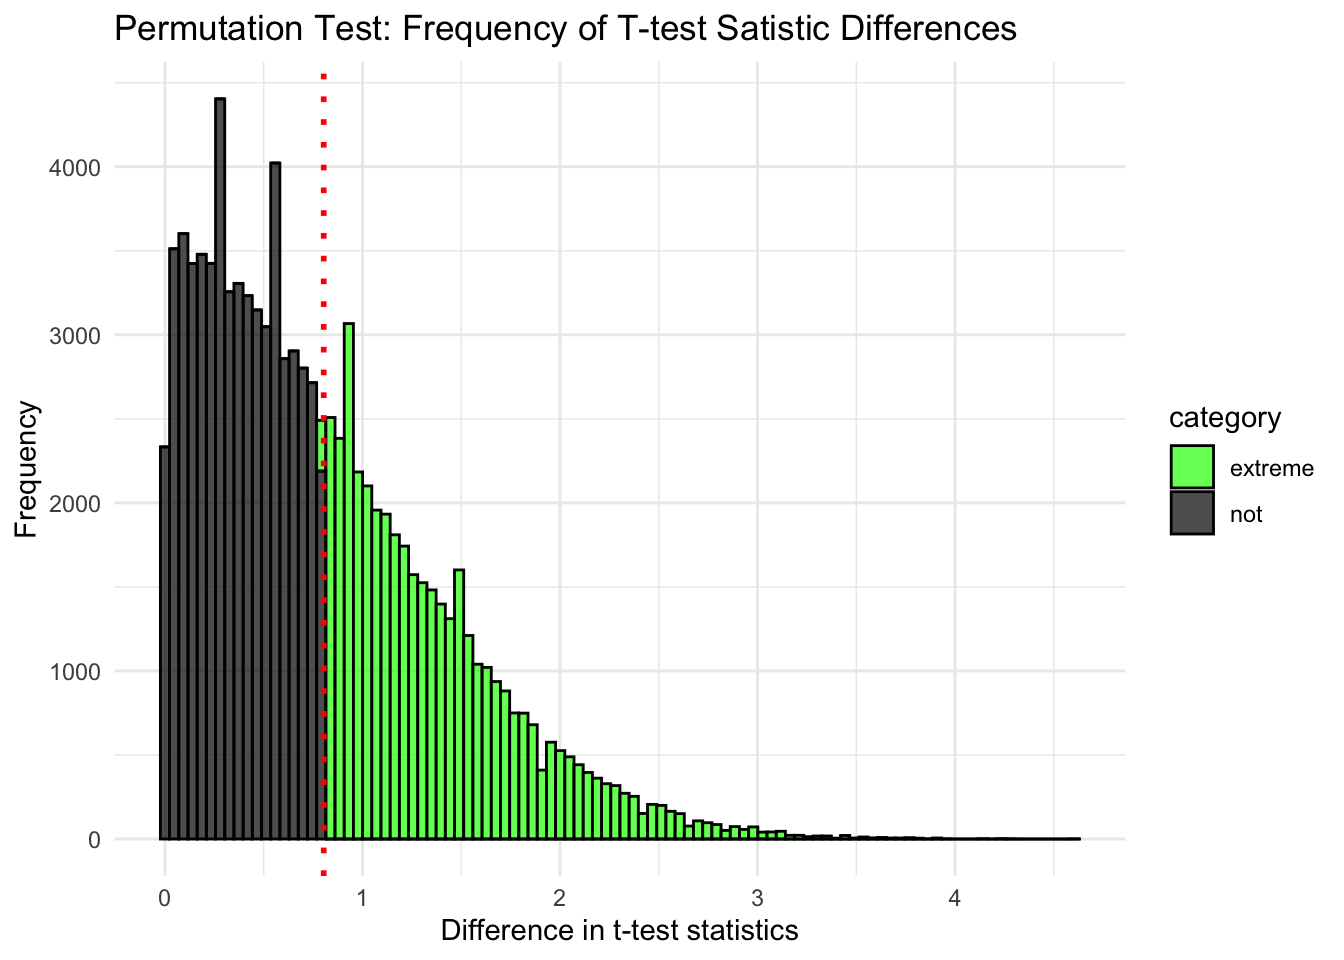 Permutation Test: Frequency of T-test Satistic Differences
Frequency
4000
3000
2000
1000
0
0 1 2 3 4
Difference in t-test statistics
category
extreme
not